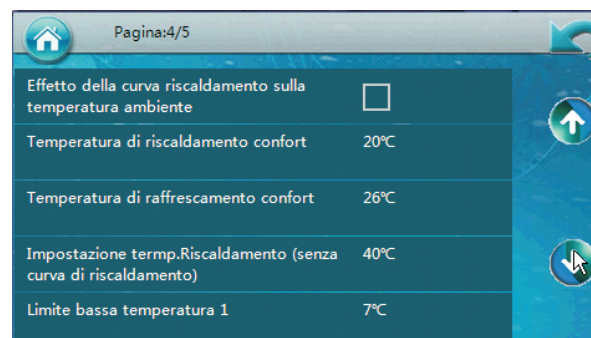 Pagina:4/5
Effetto della curva riscaldamento sulla
temperatura ambiente
Temperatura di riscaldamento confort 20℃
Temperatura di raffrescamento confort 26℃
Impostazione termp.Riscaldamento (senza 40℃
curva di riscaldamento)
Limite bassa temperatura 1 7℃